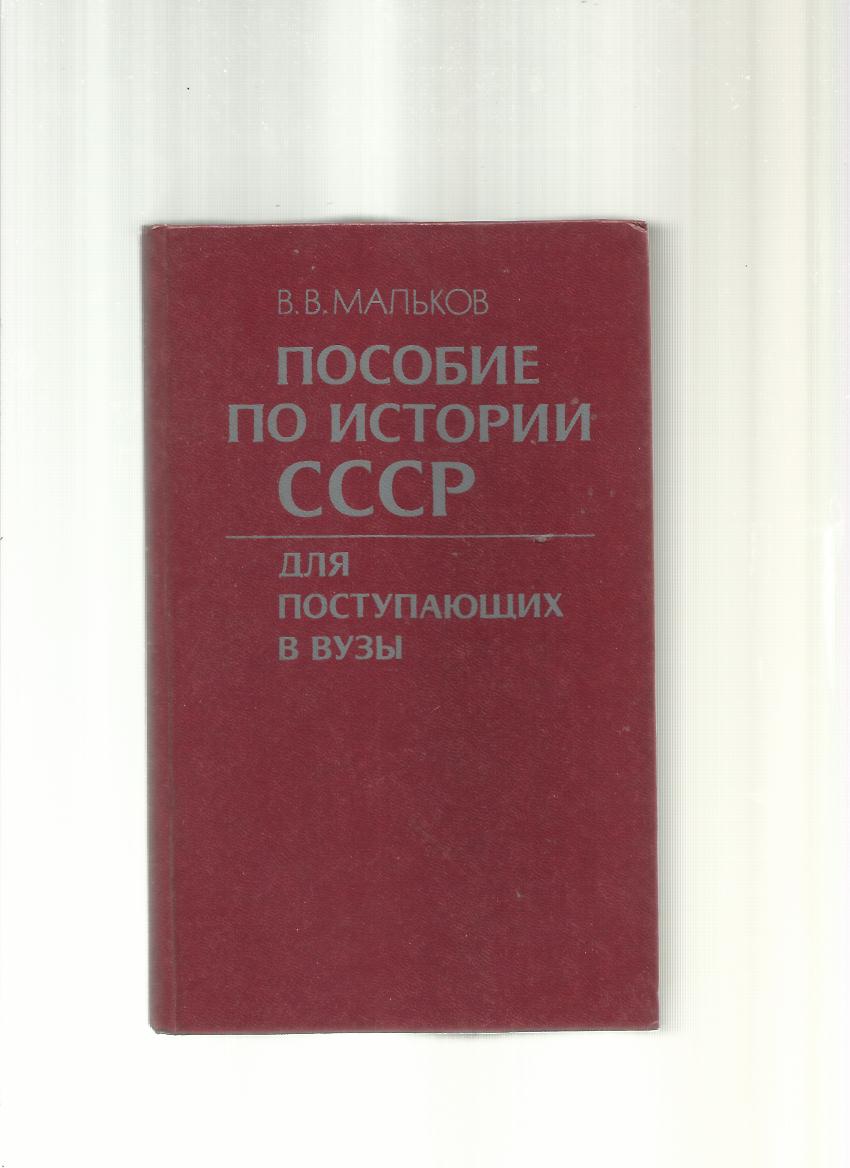 В. В. МАЛЬКОВ
ПОСОБИЕ
ПО ИСТОРИИ
СССР
ДЛЯ
ПОСТУПАЮЩИХ
В ВУЗЫ